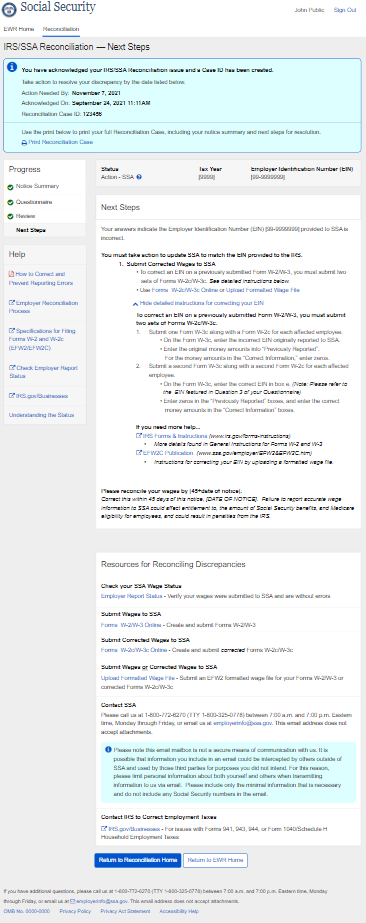 Social Security
John Public Sign Out
EWR Home Reconciliation
IRS/SSA Reconciliation — Next Steps
You have acknowledged your IRS/SSA Reconciliation issue and a Case ID has been created.
Take action to resolve your discrepancy by the date listed below.
Action Needed By: November 7, 2021
Acknowledged On: September 24, 2021 11:11AM
Reconciliation Case ID: 123456
Use the print below to print your full Reconciliation Case, including your notice summary and next steps for resolution.
Print Reconciliation Case
Progress
Notice Summary
Questionnaire
Review
Next Steps
Help
How to Correct and
Prevent Reporting Errors
Employer Reconciliation
Process
Specifications for Filing
Forms W-2 and W-2c
(EFW2/EFW2C)
Check Employer Report
Status
IRS.gov/Businesses
Understanding the Status
Status Tax Year Employer Identification Number (EIN)
Action - SSA [9999] [99-9999999]
Next Steps
Your answers indicate the Employer Identification Number (EIN) [99-9999999] provided to SSA is
incorrect.
You must take action to update SSA to match the EIN provided to the IRS.
1. Submit Corrected Wages to SSA
• To correct an EIN on a previously submitted Form W-2/W-3, you must submit two
sets of Forms W-2c/W-3c. See detailed instructions below.
• Use Forms W-2c/W-3c Online or Upload Formatted Wage File
Hide detailed instructions for correcting your EIN
To correct an EIN on a previously submitted Form W-2/W-3, you must submit
two sets of Forms W-2c/W-3c.
1. Submit one Form W-3c along with a Form W-2c for each affected employee.
• On the Form W-3c, enter the incorrect EIN originally reported to SSA.
• Enter the original money amounts into "Previously Reported".
For the money amounts in the "Correct Information," enter zeros.
2. Submit a second Form W-3c along with a second Form W-2c for each affected
employee.
• On the Form W-3c, enter the correct EIN in box e. (Note: Please refer to
the EIN featured in Question 3 of your Questionnaire)
• Enter zeros in the "Previously Reported" boxes, and enter the correct
money amounts in the "Correct Information" boxes.
If you need more help...
IRS Forms & Instructions (www.irs.gov/forms-instructions)
• More details found in General Instructions for Forms W-2 and W-3
EFW2C Publication (www.ssa.gov/employer/EFW2&EFW2C.htm)
• Instructions for correcting your EIN by uploading a formatted wage file.
Please reconcile your wages by [45+date of notice].
Correct this within 45 days of this notice, [DATE OF NOTICE]. Failure to report accurate wage
information to SSA could affect entitlement to, the amount of Social Security benefits, and Medicare
eligibility for employees, and could result in penalties from the IRS.
Resources for Reconciling Discrepancies
Check your SSA Wage Status
Employer Report Status - Verify your wages were submitted to SSA and are without errors
Submit Wages to SSA
Forms W-2/W-3 Online - Create and submit Forms W-2/W-3
Submit Corrected Wages to SSA
Forms W-2c/W-3c Online - Create and submit corrected Forms W-2c/W-3c
Submit Wages or Corrected Wages to SSA
Upload Formatted Wage File - Submit an EFW2 formatted wage file for your Forms W-2/W-3 or
corrected Forms W-2c/W-3c
Contact SSA
Please call us at 1-800-772-6270 (TTY 1-800-325-0778) between 7:00 a.m. and 7:00 p.m. Eastern
time, Monday through Friday, or email us at employerinfo@ssa.gov. This email address does not
accept attachments.
Please note this email mailbox is not a secure means of communication with us. It is
possible that information you include in an email could be intercepted by others outside of
SSA and used by those third parties for purposes you did not intend. For this reason,
please limit personal information about both yourself and others when transmitting
information to us via email. Please include only the minimal information that is necessary
and do not include any Social Security numbers in the email.
Contact IRS to Correct Employment Taxes
IRS.gov/Businesses - For issues with Forms 941, 943, 944, or Form 1040/Schedule H
Household Employment Taxes
Return to Reconciliation Home Return to EWR Home
If you have additional questions, please call us at 1-800-772-6270 (TTY 1-800-325-0778) between 7:00 a.m. and 7:00 p.m. Eastern time, Monday
through Friday, or email us at employerinfo@ssa.gov. This email address does not accept attachments.
OMB No. 0000-0000 Privacy Policy Privacy Act Statement Accessibility Help